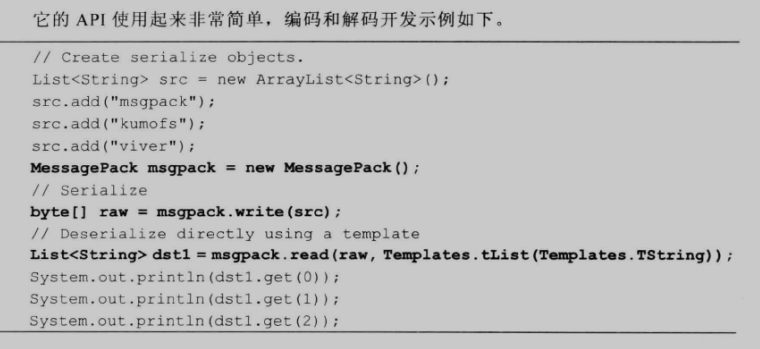 它的 API 使用起来非常简单，编码和解码开发示例如下。
// Create serialize objects.
List<String> src = new ArrayList<String>();
src.add("msgpack");
src.add("kumofs");
src.add("viver");
MessagePack msgpack = new MessagePack();
// Serialize
byte[] raw = msgpack.write(src);
// Deserialize directly using a template
List<String> dst1 = msgpack.read(raw, Templates.tList(Templates.TString));
System.out.println(dst1.get(0));
System.out.println(dst1.get(1));
System.out.println(dst1.get(2));